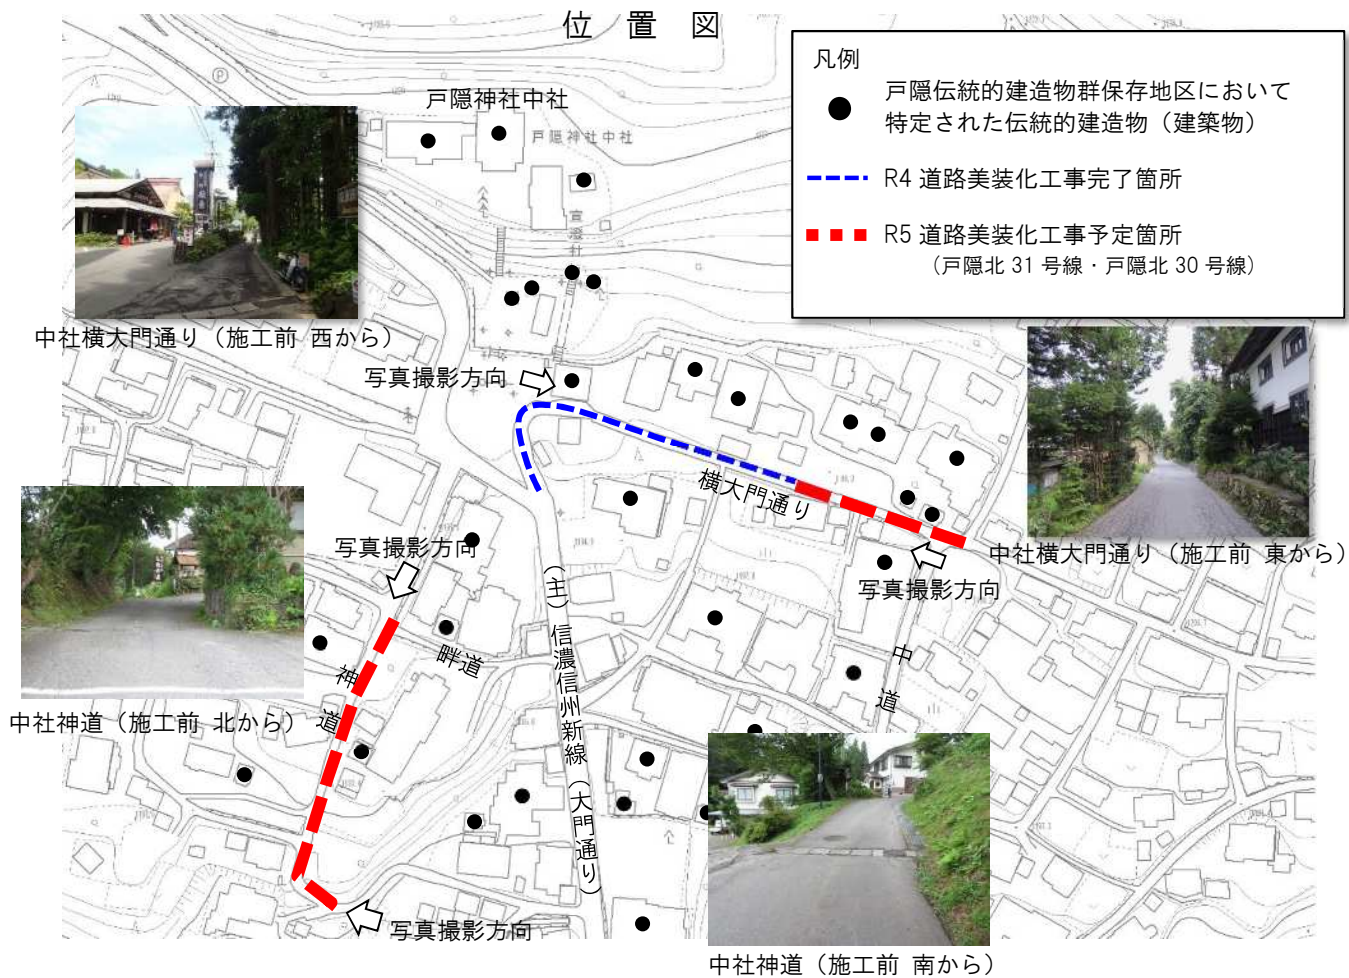 位置図
凡例
戸隠伝統的建造物群保存地区において
特定された伝統的建造物（建築物）
R4 道路美装化工事完了箇所
R5 道路美装化工事予定箇所
（戸隠北 31 号線・戸隠北 30 号線）
戸隠神社中社
戸隠神社中社
宣澄社
中社横大門通り（施工前 西から）
写真撮影方向
横大門通り
中社横大門通り（施工前 東から）
写真撮影方向
写真撮影方向
畔道
神道
中道
（主）信濃信州新線（大門通り）
中社神道（施工前 北から）
写真撮影方向
中社神道（施工前 南から）